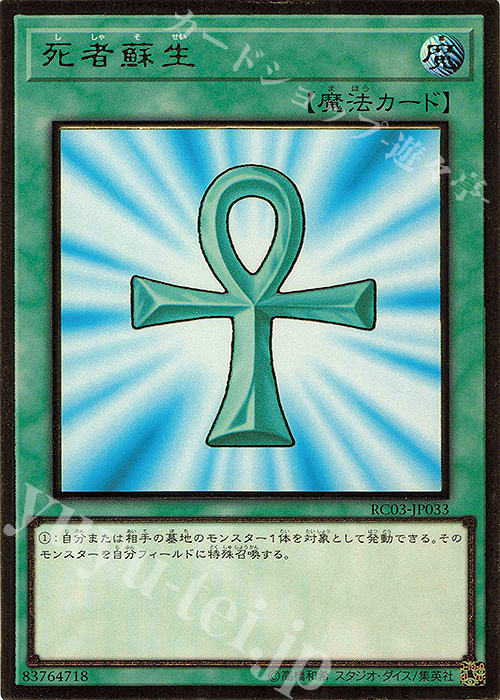 死者蘇生
魔
【魔法カード】
RC03-JP033
①:自分または相手の墓地のモンスター1体を対象として発動できる。その
モンスターを自分フィールドに特殊召喚する。
83764718
©高橋和希 スタジオ・ダイス/集英社
カードショップ-遊々亭
yuyu-tei.jp